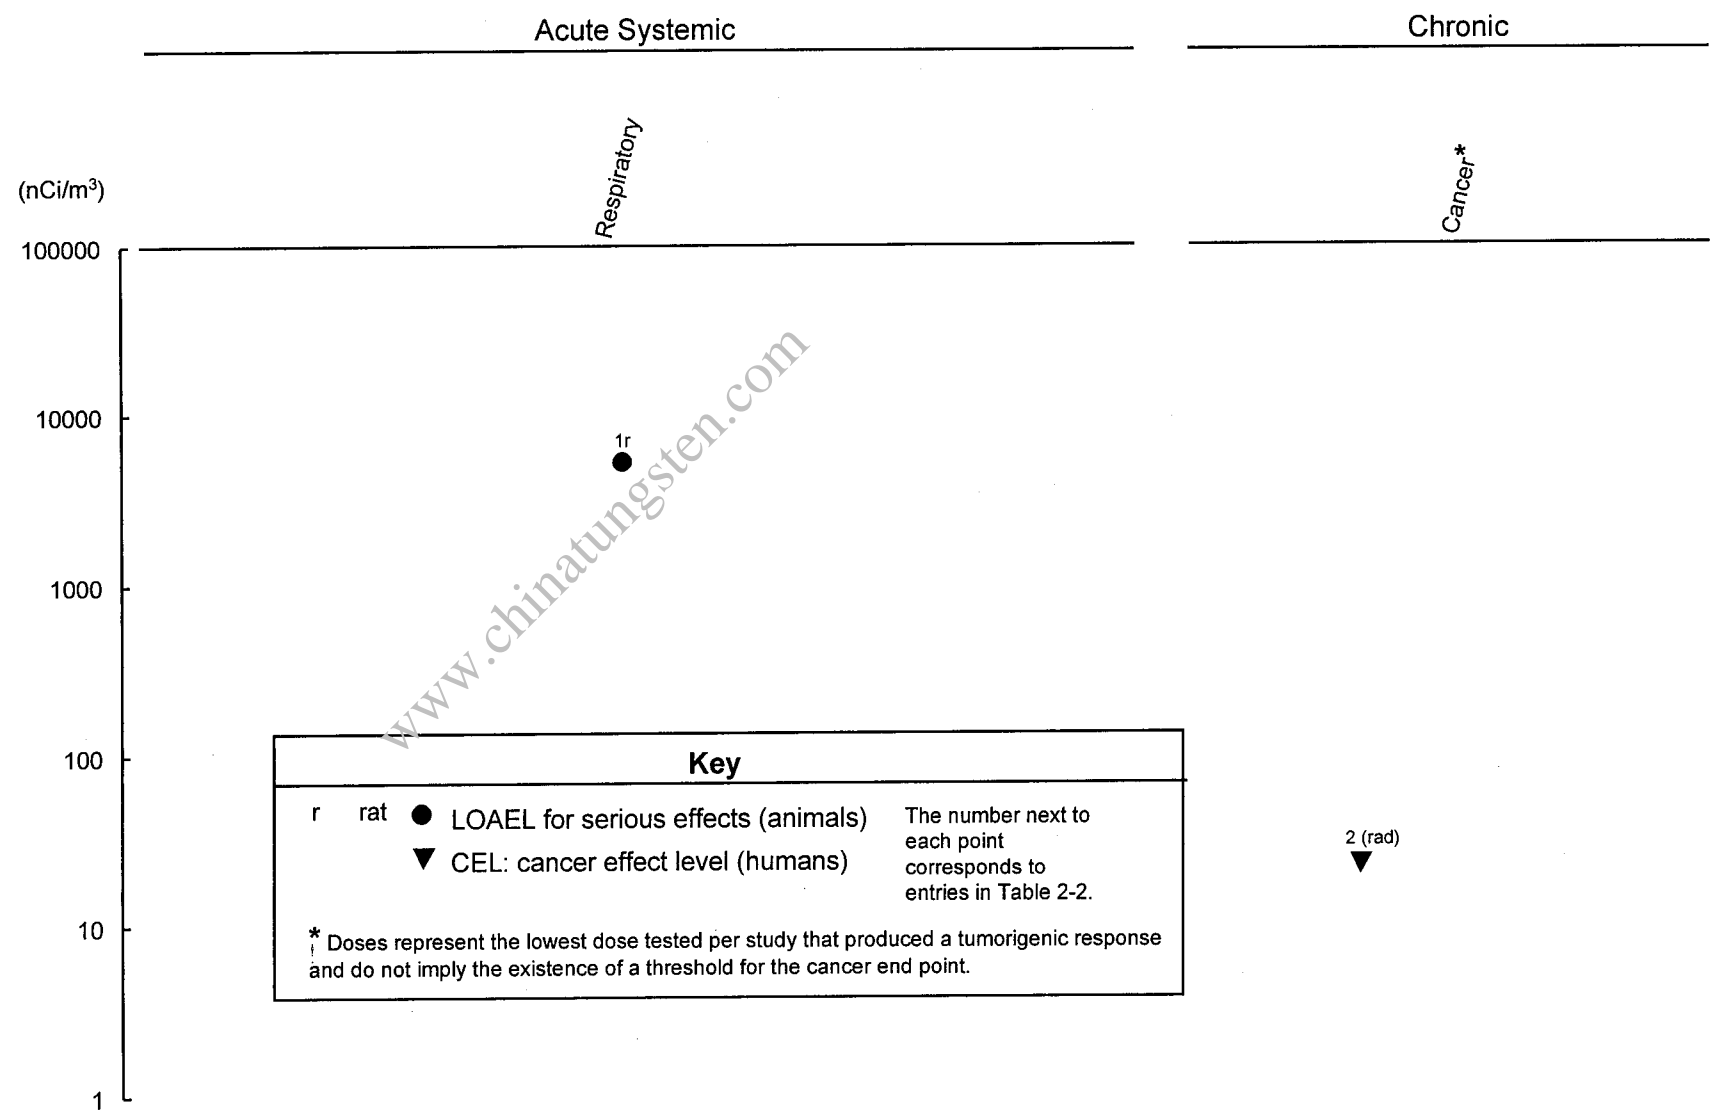 Acute Systemic
Chronic
Respiratory
Cancer*
(nCi/m³)
100000
10000
1000
100
10
1
1r
2 (rad)
www.chinatungsten.com
Key
r rat ● LOAEL for serious effects (animals)
▼ CEL: cancer effect level (humans)
The number next to
each point
corresponds to
entries in Table 2-2.
* Doses represent the lowest dose tested per study that produced a tumorigenic response
and do not imply the existence of a threshold for the cancer end point.